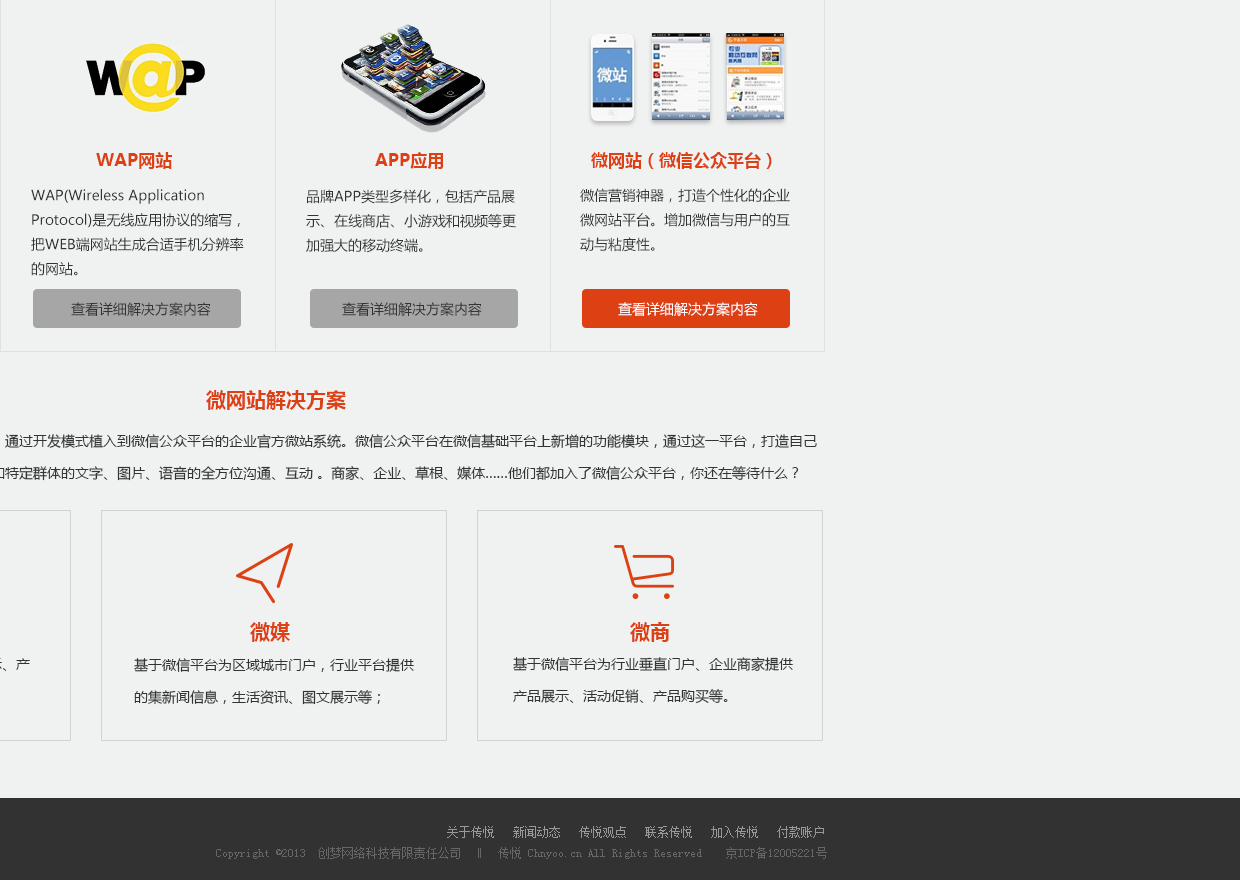 W@P
微站
WAP网站
APP应用
微网站（微信公众平台）
WAP(Wireless Application
Protocol)是无线应用协议的缩写，
把WEB端网站生成合适手机分辨率
的网站。
品牌APP类型多样化，包括产品展
示、在线商店、小游戏和视频等更
加强大的移动终端。
微信营销神器，打造个性化的企业
微网站平台。增加微信与用户的互
动与粘度性。
查看详细解决方案内容
查看详细解决方案内容
查看详细解决方案内容
微网站解决方案
通过开发模式植入到微信公众平台的企业官方微站系统。微信公众平台在微信基础平台上新增的功能模块，通过这一平台，打造自己
和特定群体的文字、图片、语音的全方位沟通、互动 。商家、企业、草根、媒体......他们都加入了微信公众平台，你还在等待什么？
、产
微媒
基于微信平台为区域城市门户，行业平台提供
的集新闻信息，生活资讯、图文展示等；
微商
基于微信平台为行业垂直门户、企业商家提供
产品展示、活动促销、产品购买等。
关于传悦 新闻动态 传悦观点 联系传悦 加入传悦 付款账户
Copyright ©2013 创梦网络科技有限责任公司 ‖ 传悦 Chnyoo.cn All Rights Reserved 京ICP备12005221号